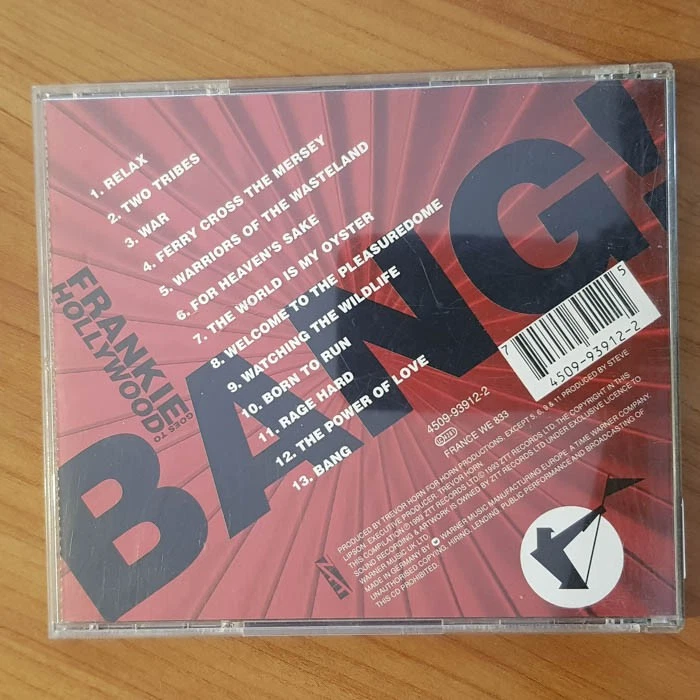 1. RELAX
2. TWO TRIBES
3. WAR
4. FERRY CROSS THE MERSEY
5. WARRIORS OF THE WASTELAND
6. FOR HEAVEN'S SAKE
7. THE WORLD IS MY OYSTER
8. WELCOME TO THE PLEASUREDOME
9. WATCHING THE WILDLIFE
10. BORN TO RUN
11. RAGE HARD
12. THE POWER OF LOVE
13. BANG
FRANKIE
GOES TO
HOLLYWOOD
BANG!
7
5
4509-93912-2
4509-93912-2
FRANCE WE 833
PRODUCED BY TREVOR HORN FOR HORN PRODUCTIONS. EXCEPT 5, 6, 9 & 11 PRODUCED BY STEVE
LIPSON. EXECUTIVE PRODUCER, TREVOR HORN.
THIS COMPILATION ℗ 1993 ZTT RECORDS LTD/© 1993 ZTT RECORDS LTD. THE COPYRIGHT IN THIS
SOUND RECORDING & ARTWORK IS OWNED BY ZTT RECORDS LTD UNDER EXCLUSIVE LICENCE TO
WARNER MUSIC UK LTD.
MADE IN GERMANY BY WARNER MUSIC MANUFACTURING EUROPE. A TIME WARNER COMPANY.
UNAUTHORISED COPYING, HIRING, LENDING, PUBLIC PERFORMANCE AND BROADCASTING OF
THIS CD PROHIBITED.